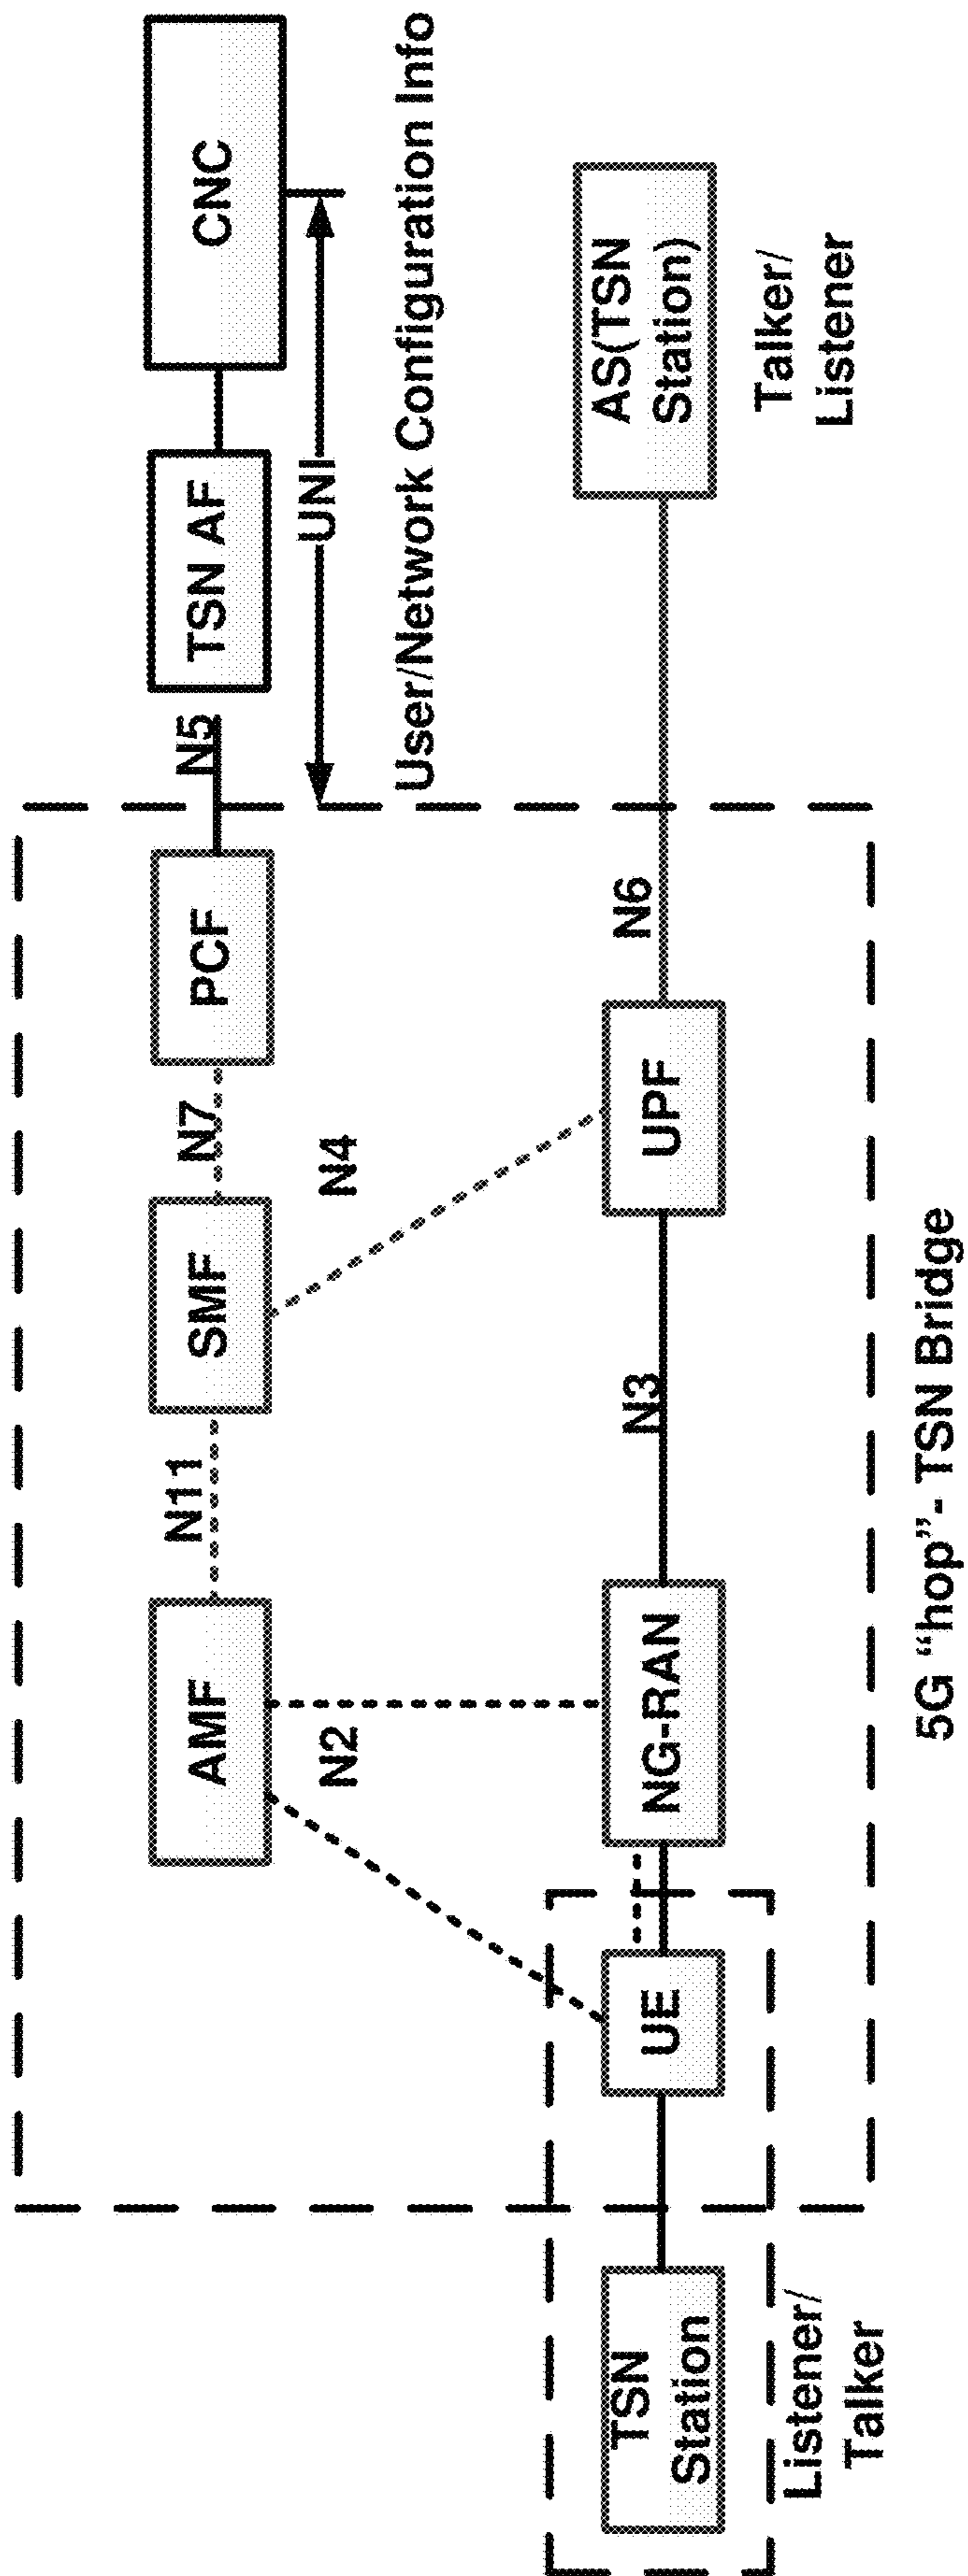 AMF
N11
SMF
N7
PCF
N5
TSN AF
CNC
N2
N4
UNI
User/Network Configuration Info
TSN
Station
UE
NG-RAN
N3
UPF
N6
AS(TSN
Station)
Listener/
Talker
Talker/
Listener
5G “hop”- TSN Bridge